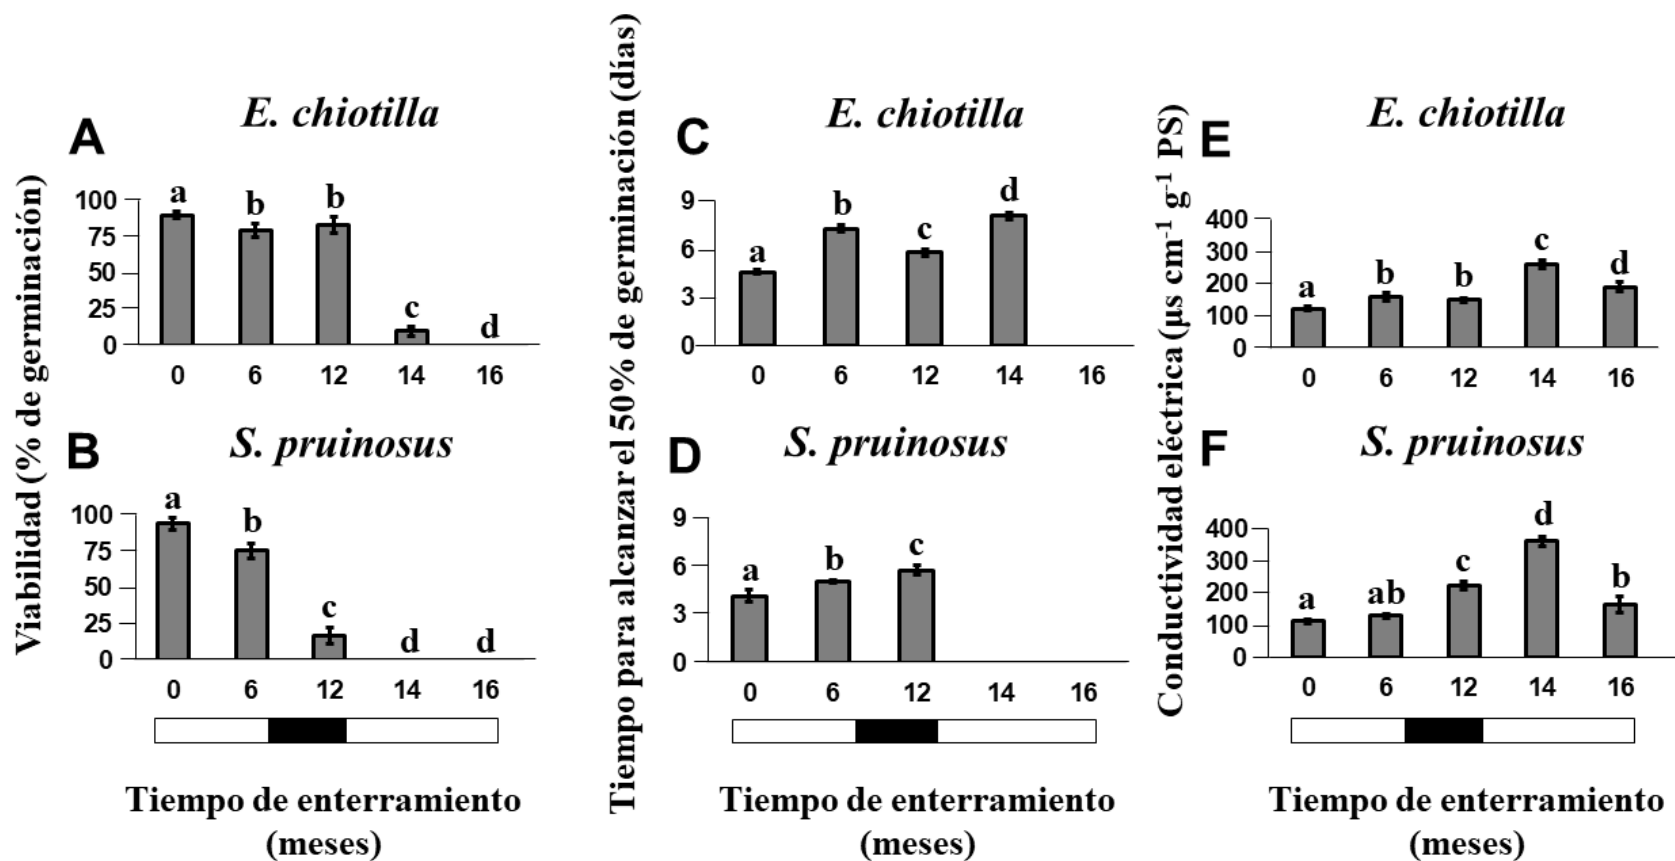 Viabilidad (% de germinación)
A
E. chiotilla
100
75
50
25
0
a
b
b
c
d
0 6 12 14 16
B
S. pruinosus
100
75
50
25
0
a
b
c
d
d
0 6 12 14 16
Tiempo de enterramiento
(meses)
Tiempo para alcanzar el 50% de germinación (días)
C
E. chiotilla
9
6
3
0
a
b
c
d
0 6 12 14 16
D
S. pruinosus
9
6
3
0
a
b
c
0 6 12 14 16
Tiempo de enterramiento
(meses)
Conductividad eléctrica (µs cm⁻¹ g⁻¹ PS)
E
E. chiotilla
400
300
200
100
0
a
b
b
c
d
0 6 12 14 16
F
S. pruinosus
400
300
200
100
0
a
ab
c
d
b
0 6 12 14 16
Tiempo de enterramiento
(meses)